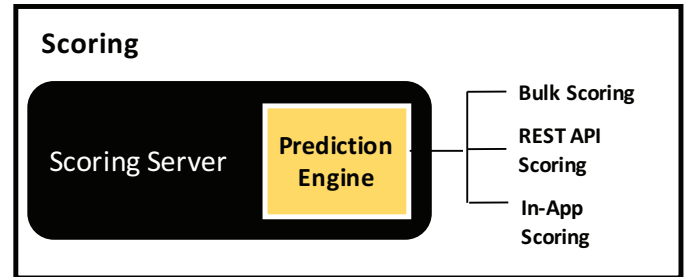 Scoring
Scoring Server
Prediction
Engine
Bulk Scoring
REST API
Scoring
In-App
Scoring